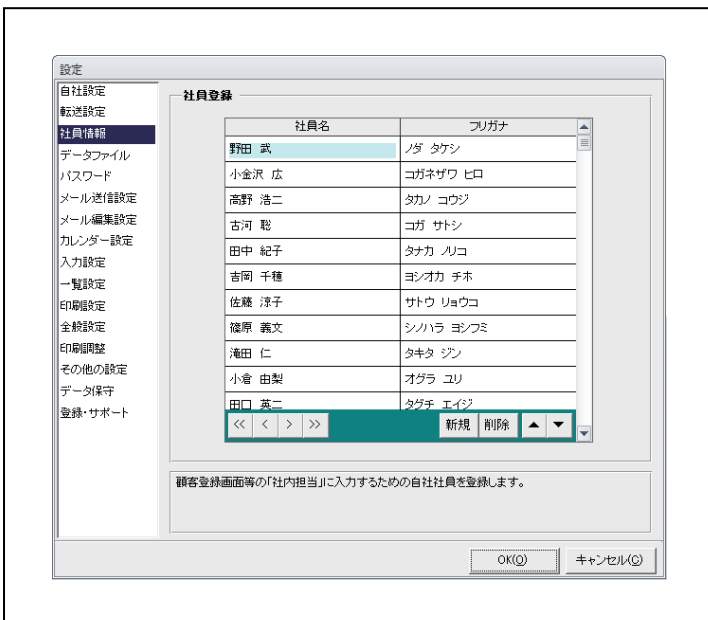 設定
自社設定
転送設定
社員情報
データファイル
パスワード
メール送信設定
メール編集設定
カレンダー設定
入力設定
一覧設定
印刷設定
全般設定
印刷調整
その他の設定
データ保守
登録・サポート
社員登録
社員名 フリガナ
野田 武 ノダ タケシ
小金沢 広 コガネザワ ヒロ
高野 浩二 タカノ コウジ
古河 聡 コガ サトシ
田中 紀子 タナカ ノリコ
吉岡 千穂 ヨシオカ チホ
佐藤 淳子 サトウ リョウコ
篠原 義文 シノハラ ヨシフミ
滝田 仁 タキタ ジン
小倉 由梨 オグラ ユリ
田口 英二 タグチ エイジ
<< < > >> 新規 削除 ▲ ▼
顧客登録画面等の「社内担当」に入力するための自社社員を登録します。
OK(O) キャンセル(C)